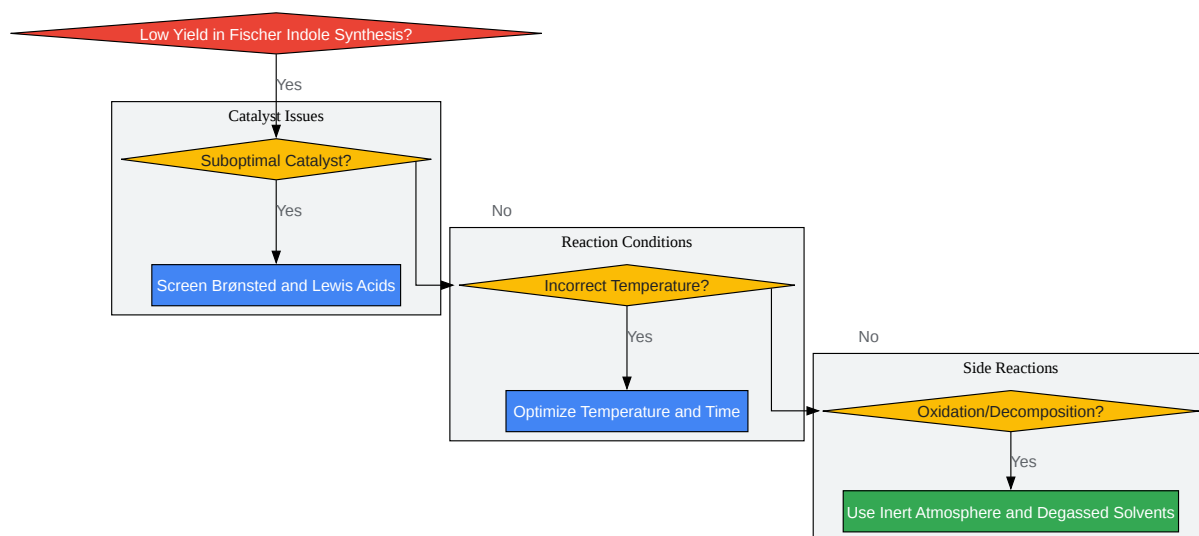 Low Yield in Fischer Indole Synthesis?
Yes
Catalyst Issues
Suboptimal Catalyst?
Yes
No
Screen Brønsted and Lewis Acids
Reaction Conditions
Incorrect Temperature?
Yes
No
Optimize Temperature and Time
Side Reactions
Oxidation/Decomposition?
Yes
Use Inert Atmosphere and Degassed Solvents